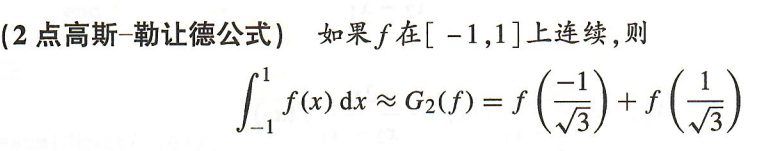 (2 点高斯–勒让德公式) 如果 f 在[ -1,1]上连续,则
∫_{-1}^{1} f(x) dx ≈ G₂(f) = f(-1/√3) + f(1/√3)